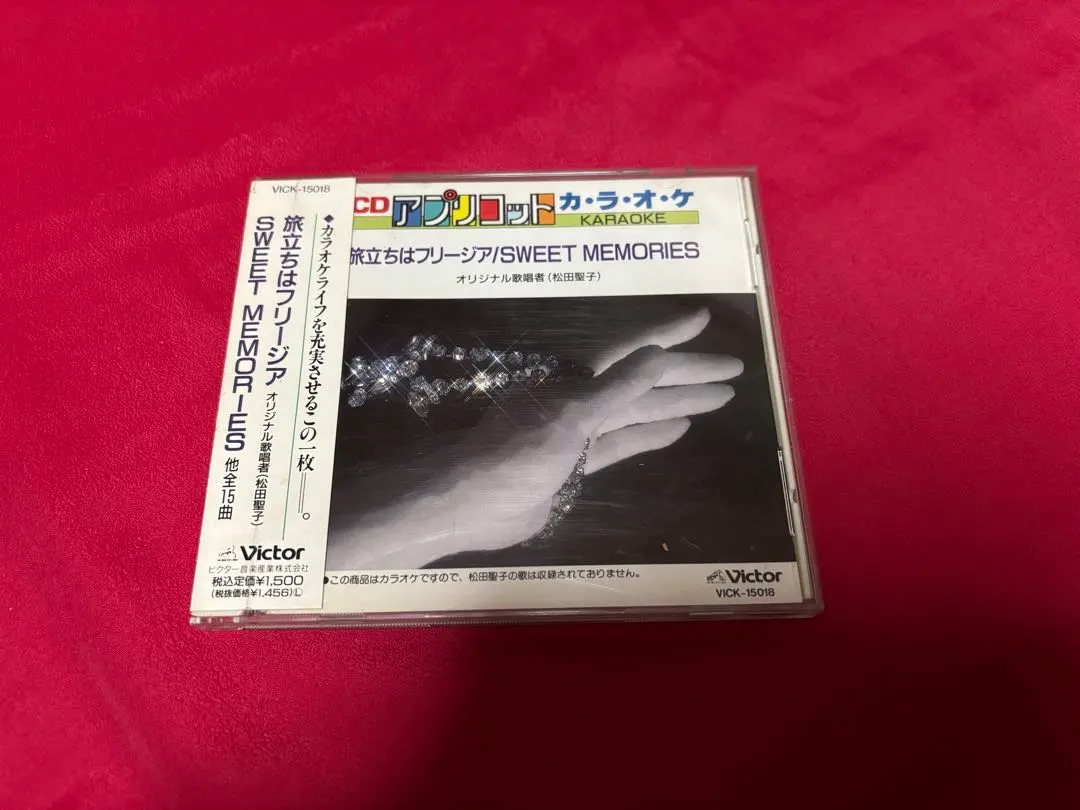 VICK-15018
◆カラオケライフを充実させるこの一枚──。
旅立ちはフリージア
SWEET MEMORIES
オリジナル歌唱者(松田聖子)
他全15曲
Victor
ビクター音楽産業株式会社
税込定価¥1,500
(税抜価格¥1,456)Ⓛ
CD アプリコット カ・ラ・オ・ケ
KARAOKE
旅立ちはフリージア/SWEET MEMORIES
オリジナル歌唱者(松田聖子)
●この商品はカラオケですので、松田聖子の歌は収録されておりません。
Victor
VICK-15018